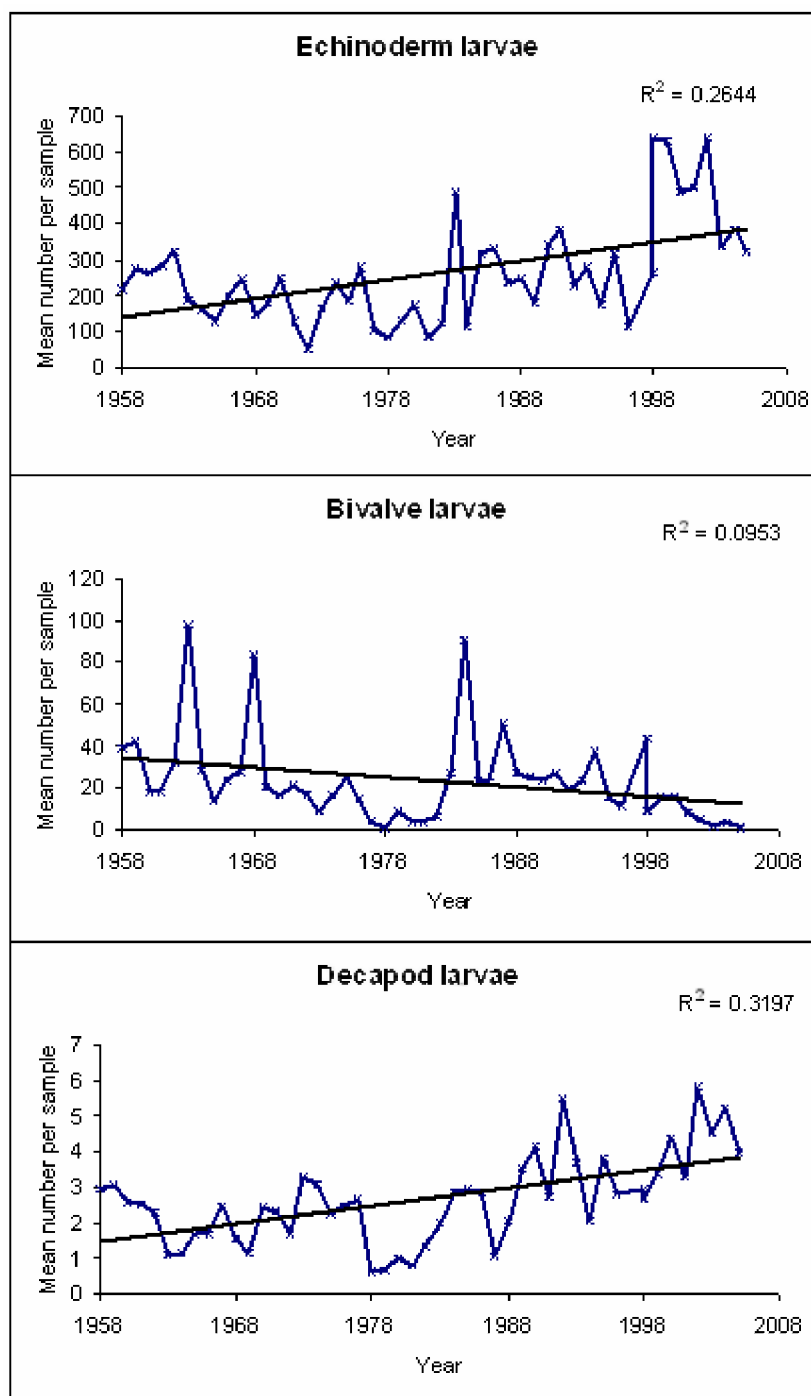 Echinoderm larvae
R² = 0.2644
Mean number per sample
700
600
500
400
300
200
100
0
1958 1968 1978 1988 1998 2008
Year
Bivalve larvae
R² = 0.0953
Mean number per sample
120
100
80
60
40
20
0
1958 1968 1978 1988 1998 2008
Year
Decapod larvae
R² = 0.3197
Mean number per sample
7
6
5
4
3
2
1
0
1958 1968 1978 1988 1998 2008
Year